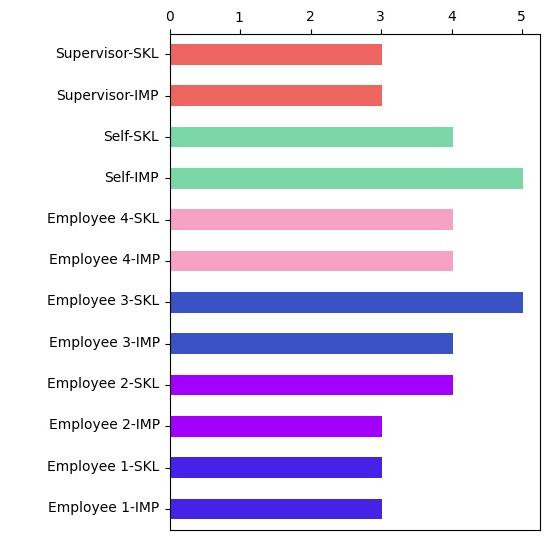 0 1 2 3 4 5
Supervisor-SKL
Supervisor-IMP
Self-SKL
Self-IMP
Employee 4-SKL
Employee 4-IMP
Employee 3-SKL
Employee 3-IMP
Employee 2-SKL
Employee 2-IMP
Employee 1-SKL
Employee 1-IMP